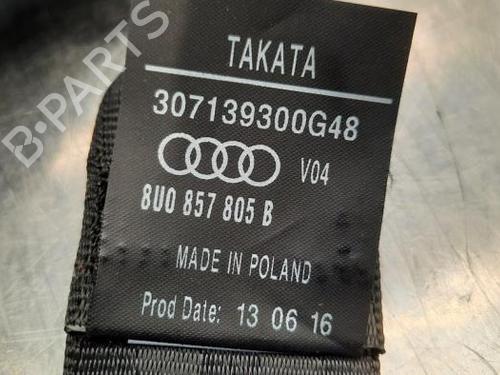 TAKATA
307139300G48
V04
8U0 857 805 B
MADE IN POLAND
Prod Date: 13 06 16
B-PARTS